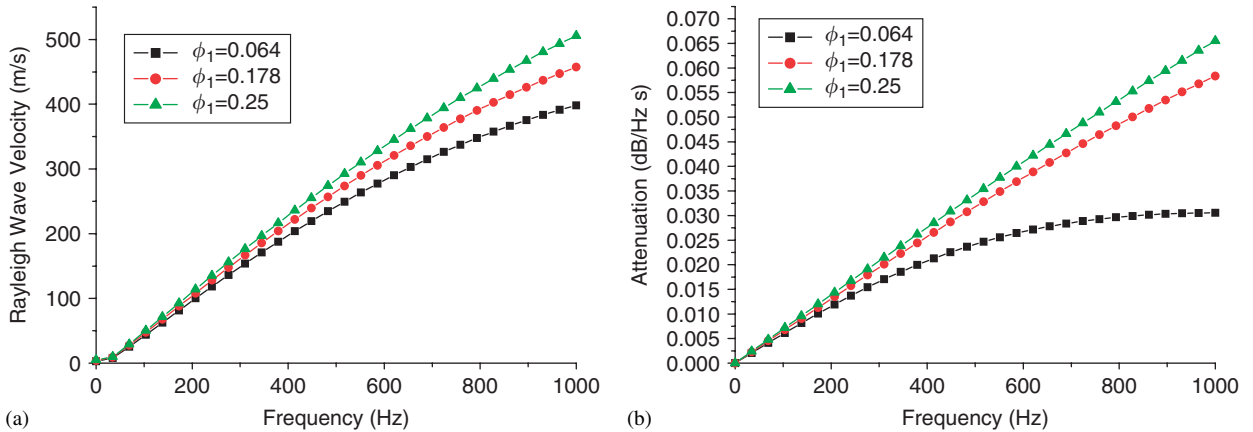 Rayleigh Wave Velocity (m/s)
500
400
300
200
100
0
ϕ1=0.064
ϕ1=0.178
ϕ1=0.25
0 200 400 600 800 1000
Frequency (Hz)
(a)
Attenuation (dB/Hz s)
0.070
0.065
0.060
0.055
0.050
0.045
0.040
0.035
0.030
0.025
0.020
0.015
0.010
0.005
0.000
ϕ1=0.064
ϕ1=0.178
ϕ1=0.25
0 200 400 600 800 1000
Frequency (Hz)
(b)